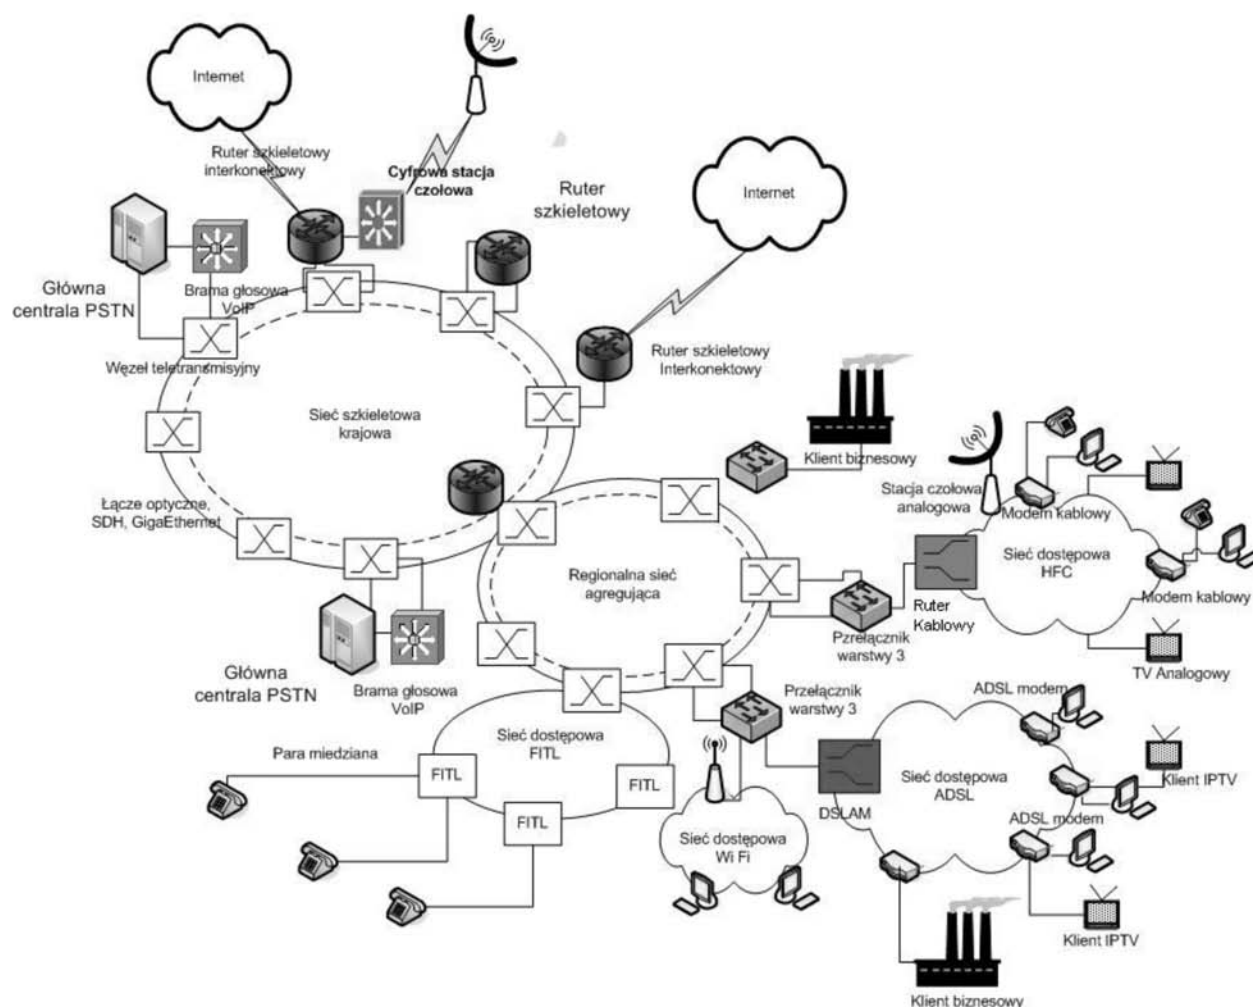 Internet
Ruter szkieletowy
interkonektowy
Cyfrowa stacja
czołowa
Ruter
szkieletowy
Internet
Główna
centrala PSTN
Brama głosowa
VoIP
Węzeł teletransmisyjny
Ruter szkieletowy
Interkonektowy
Sieć szkieletowa
krajowa
Klient biznesowy
Stacja czołowa
analogowa
Modem kablowy
Łącze optyczne,
SDH, GigaEthernet
Sieć dostępowa
HFC
Regionalna sieć
agregująca
Modem kablowy
Ruter
Kablowy
Pzrełącznik
warstwy 3
TV Analogowy
Główna
centrala PSTN
Brama głosowa
VoIP
Przełącznik
warstwy 3
ADSL modem
Sieć dostępowa
FITL
Para miedziana
FITL
FITL
FITL
DSLAM
Sieć dostępowa
ADSL
Klient IPTV
ADSL modem
Sieć dostępowa
Wi Fi
Klient IPTV
Klient biznesowy